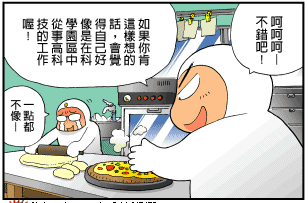 呵呵呵—
不錯吧！
如果你肯
這樣想的
話，會覺
得自己好
像是在科
學園區中
從事高科
技的工作
喔！
一點都
不像—